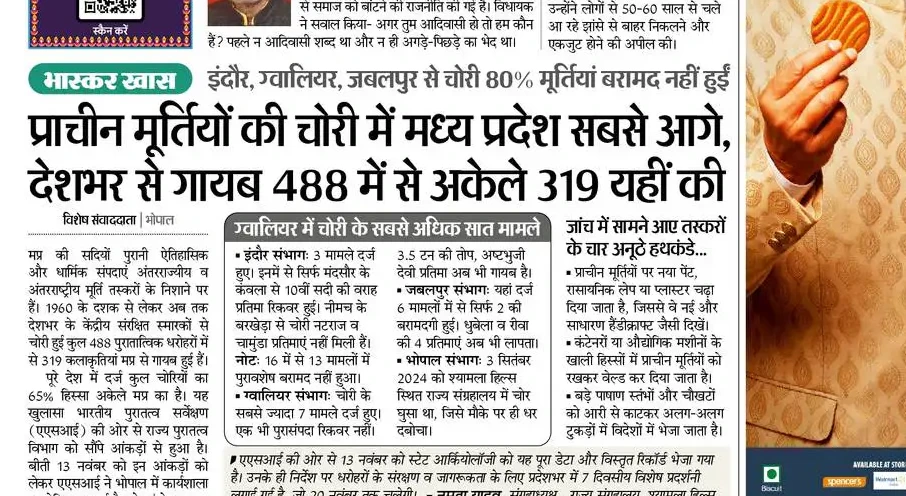 स्कैन करें
से समाज को बांटने की राजनीति की गई है। विधायक
ने सवाल किया- अगर तुम आदिवासी हो तो हम कौन
हैं? पहले न आदिवासी शब्द था और न ही अगड़े-पिछड़े का भेद था।
उन्होंने लोगों से 50-60 साल से चले
आ रहे झांसे से बाहर निकलने और
एकजुट होने की अपील की।
भास्कर खास
इंदौर, ग्वालियर, जबलपुर से चोरी 80% मूर्तियां बरामद नहीं हुईं
प्राचीन मूर्तियों की चोरी में मध्य प्रदेश सबसे आगे,
देशभर से गायब 488 में से अकेले 319 यहीं की
विशेष संवाददाता | भोपाल
मप्र की सदियों पुरानी ऐतिहासिक
और धार्मिक संपदाएं अंतरराज्यीय व
अंतरराष्ट्रीय मूर्ति तस्करों के निशाने पर
हैं। 1960 के दशक से लेकर अब तक
देशभर के केंद्रीय संरक्षित स्मारकों से
चोरी हुई कुल 488 पुरातात्विक धरोहरों में
से 319 कलाकृतियां मप्र से गायब हुई हैं।
पूरे देश में दर्ज कुल चोरियों का
65% हिस्सा अकेले मप्र का है। यह
खुलासा भारतीय पुरातत्व सर्वेक्षण
(एएसआई) की ओर से राज्य पुरातत्व
विभाग को सौंपे आंकड़ों से हुआ है।
बीती 13 नवंबर को इन आंकड़ों को
लेकर एएसआई ने भोपाल में कार्यशाला
ग्वालियर में चोरी के सबसे अधिक सात मामले
▪ इंदौर संभागः 3 मामले दर्ज
हुए। इनमें से सिर्फ मंदसौर के
कंवला से 10वीं सदी की वराह
प्रतिमा रिकवर हुई। नीमच के
बरखेड़ा से चोरी नटराज व
चामुंडा प्रतिमाएं नहीं मिली हैं।
नोटः 16 में से 13 मामलों में
पुरावशेष बरामद नहीं हुआ।
▪ ग्वालियर संभागः चोरी के
सबसे ज्यादा 7 मामले दर्ज हुए।
एक भी पुरासंपदा रिकवर नहीं।
3.5 टन की तोप, अष्टभुजी
देवी प्रतिमा अब भी गायब है।
▪ जबलपुर संभागः यहां दर्ज
6 मामलों में से सिर्फ 2 की
बरामदगी हुई। धुबेला व रीवा
की 4 प्रतिमाएं अब भी लापता।
▪ भोपाल संभागः 3 सितंबर
2024 को श्यामला हिल्स
स्थित राज्य संग्रहालय में चोर
घुसा था, जिसे मौके पर ही धर
दबोचा।
जांच में सामने आए तस्करों
के चार अनूठे हथकंडे...
▪ प्राचीन मूर्तियों पर नया पेंट,
रासायनिक लेप या प्लास्टर चढ़ा
दिया जाता है, जिससे वे नई और
साधारण हैंडीक्राफ्ट जैसी दिखें।
▪ कंटेनरों या औद्योगिक मशीनों के
खाली हिस्सों में प्राचीन मूर्तियों को
रखकर वेल्ड कर दिया जाता है।
▪ बड़े पाषाण स्तंभों और चौखटों
को आरी से काटकर अलग-अलग
टुकड़ों में विदेशों में भेजा जाता है।
एएसआई की ओर से 13 नवंबर को स्टेट आर्कियोलॉजी को यह पूरा डेटा और विस्तृत रिकॉर्ड भेजा गया
है। उनके ही निर्देश पर धरोहरों के संरक्षण व जागरूकता के लिए प्रदेशभर में 7 दिवसीय विशेष प्रदर्शनी
लगाई गई है, जो 20 नवंबर तक चलेगी।
Biscuit
AVAILABLE AT
spencer's
Walmart